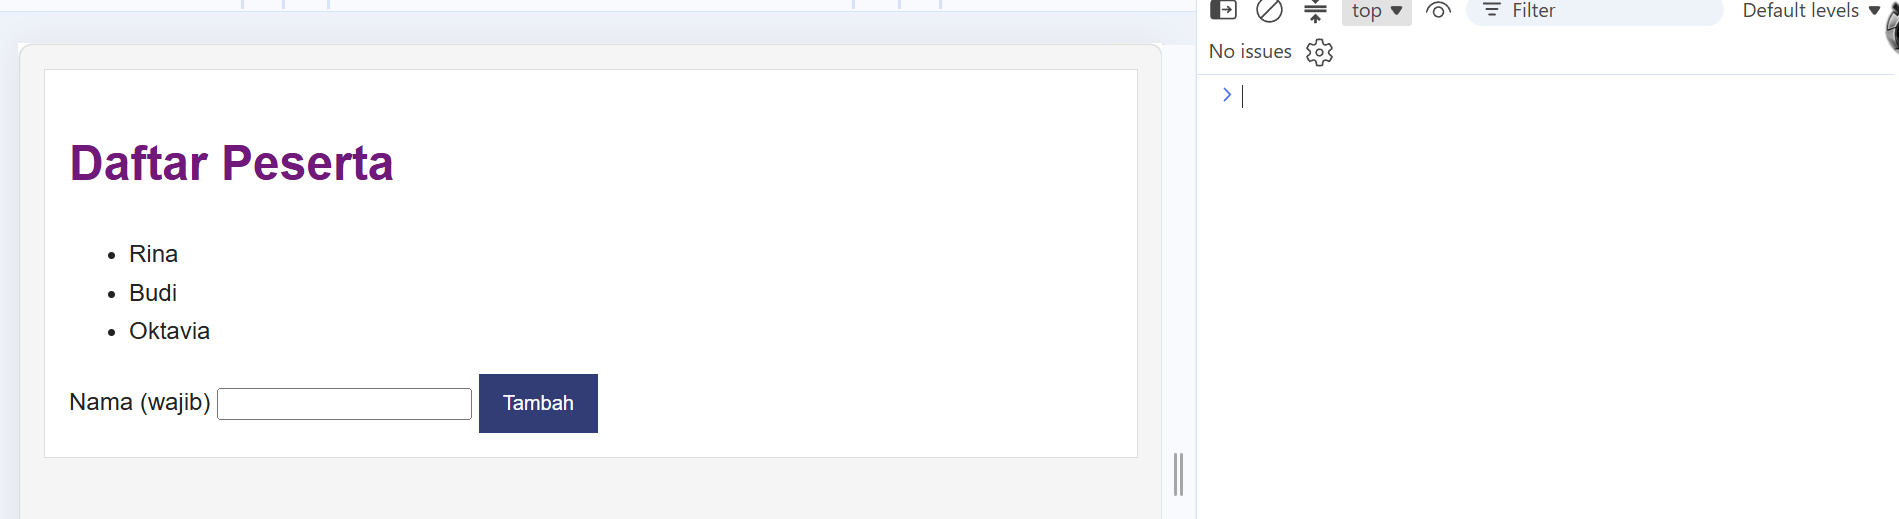 Daftar Peserta
Rina
Budi
Oktavia
Nama (wajib)
Tambah
top
Filter
Default levels
No issues